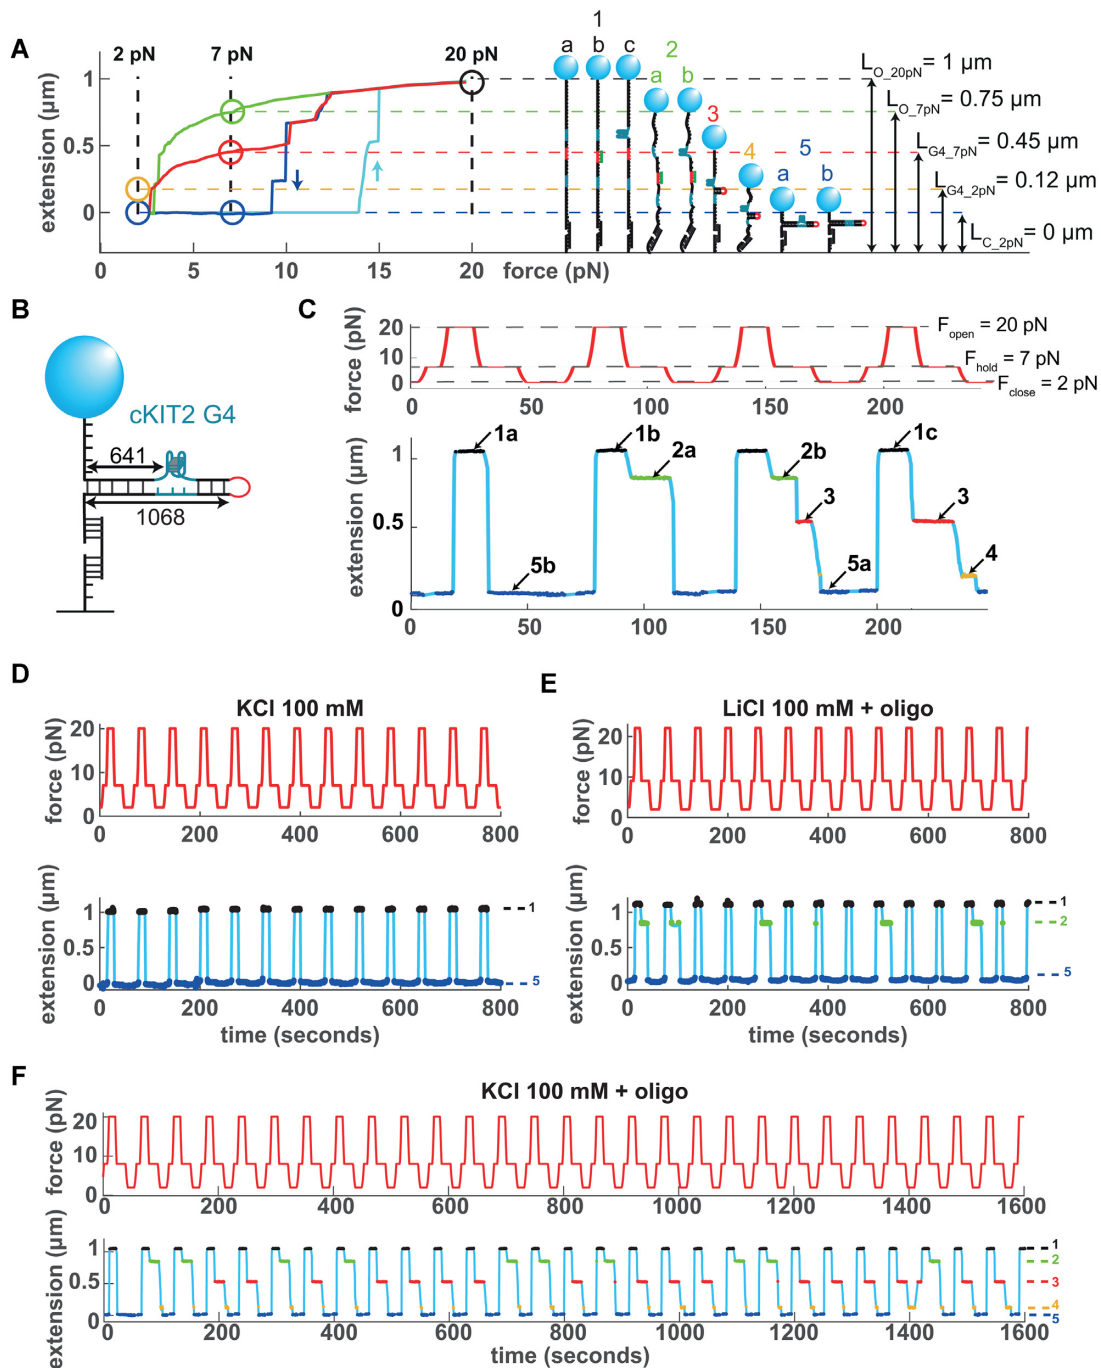 A
2 pN 7 pN 20 pN
extension (µm)
1
0.5
0
0 5 10 15 20
force (pN)
1
a b c
2
a b
3
4
5
a b
L_O_20pN = 1 µm
L_O_7pN = 0.75 µm
L_G4_7pN = 0.45 µm
L_G4_2pN = 0.12 µm
L_C_2pN = 0 µm
B
cKIT2 G4
641
1068
C
force (pN)
20
10
0
0 50 100 150 200
F_open = 20 pN
F_hold = 7 pN
F_close = 2 pN
extension (µm)
1
0.5
0
0 50 100 150 200
1a 1b 1c
2a 2b
3 3
4
5b 5a
D
KCl 100 mM
force (pN)
20
10
0
0 200 400 600 800
extension (µm)
1
0.5
0
0 200 400 600 800
time (seconds)
1
5
E
LiCl 100 mM + oligo
force (pN)
20
10
0
0 200 400 600 800
extension (µm)
1
0.5
0
0 200 400 600 800
time (seconds)
1
2
5
F
KCl 100 mM + oligo
force (pN)
20
10
0
0 200 400 600 800 1000 1200 1400 1600
extension (µm)
1
0.5
0
0 200 400 600 800 1000 1200 1400 1600
time (seconds)
1
2
3
4
5